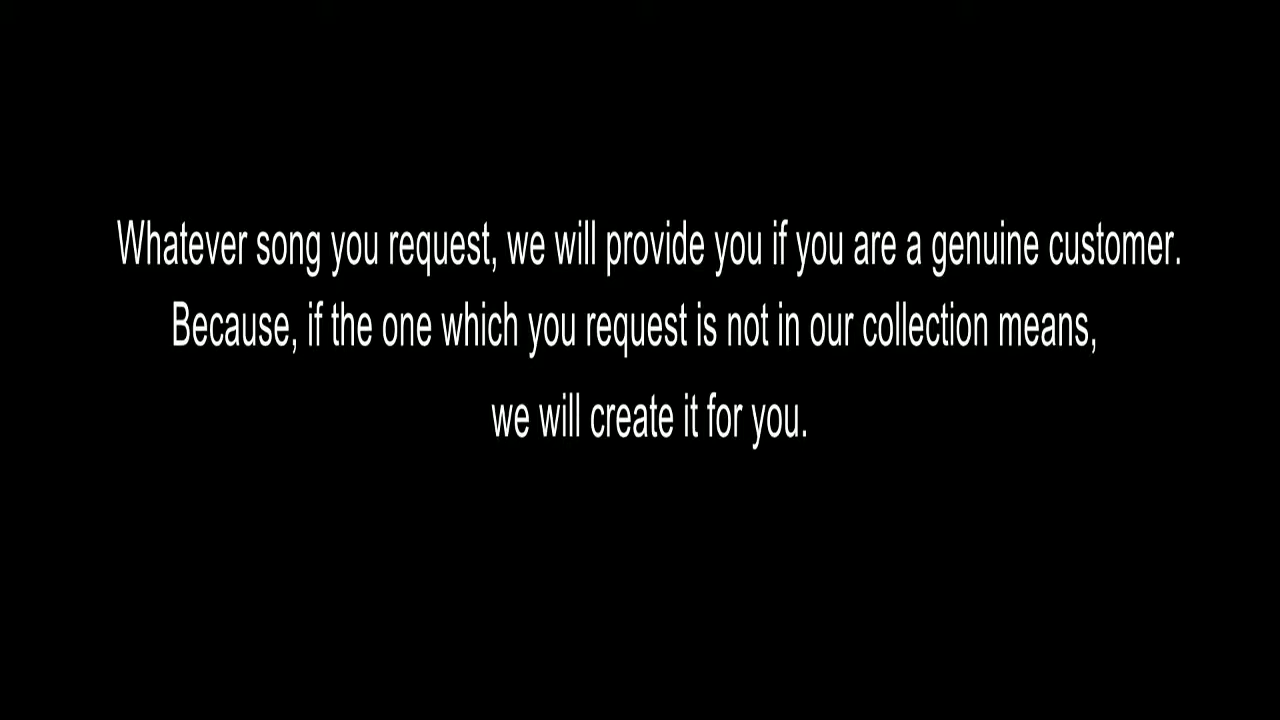 Whatever song you request, we will provide you if you are a genuine customer.
Because, if the one which you request is not in our collection means,
we will create it for you.